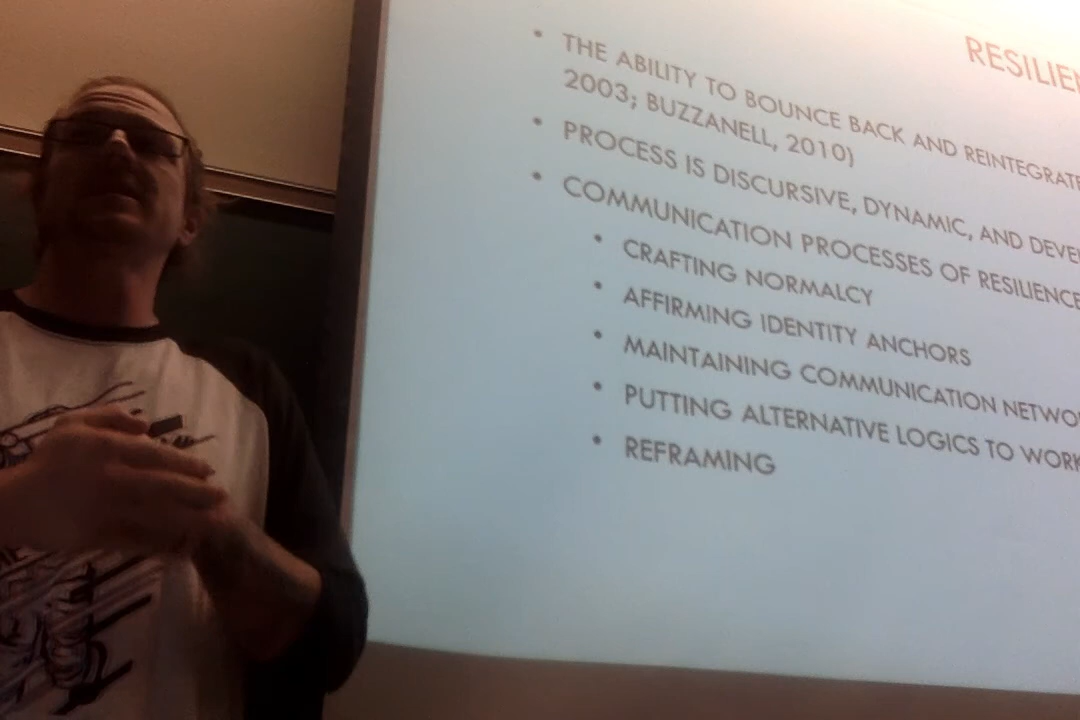 RESILIEN
• THE ABILITY TO BOUNCE BACK AND REINTEGRATE
2003; BUZZANELL, 2010)
• PROCESS IS DISCURSIVE, DYNAMIC, AND DEVE
• COMMUNICATION PROCESSES OF RESILIENCE
• CRAFTING NORMALCY
• AFFIRMING IDENTITY ANCHORS
• MAINTAINING COMMUNICATION NETWO
• PUTTING ALTERNATIVE LOGICS TO WORK
• REFRAMING